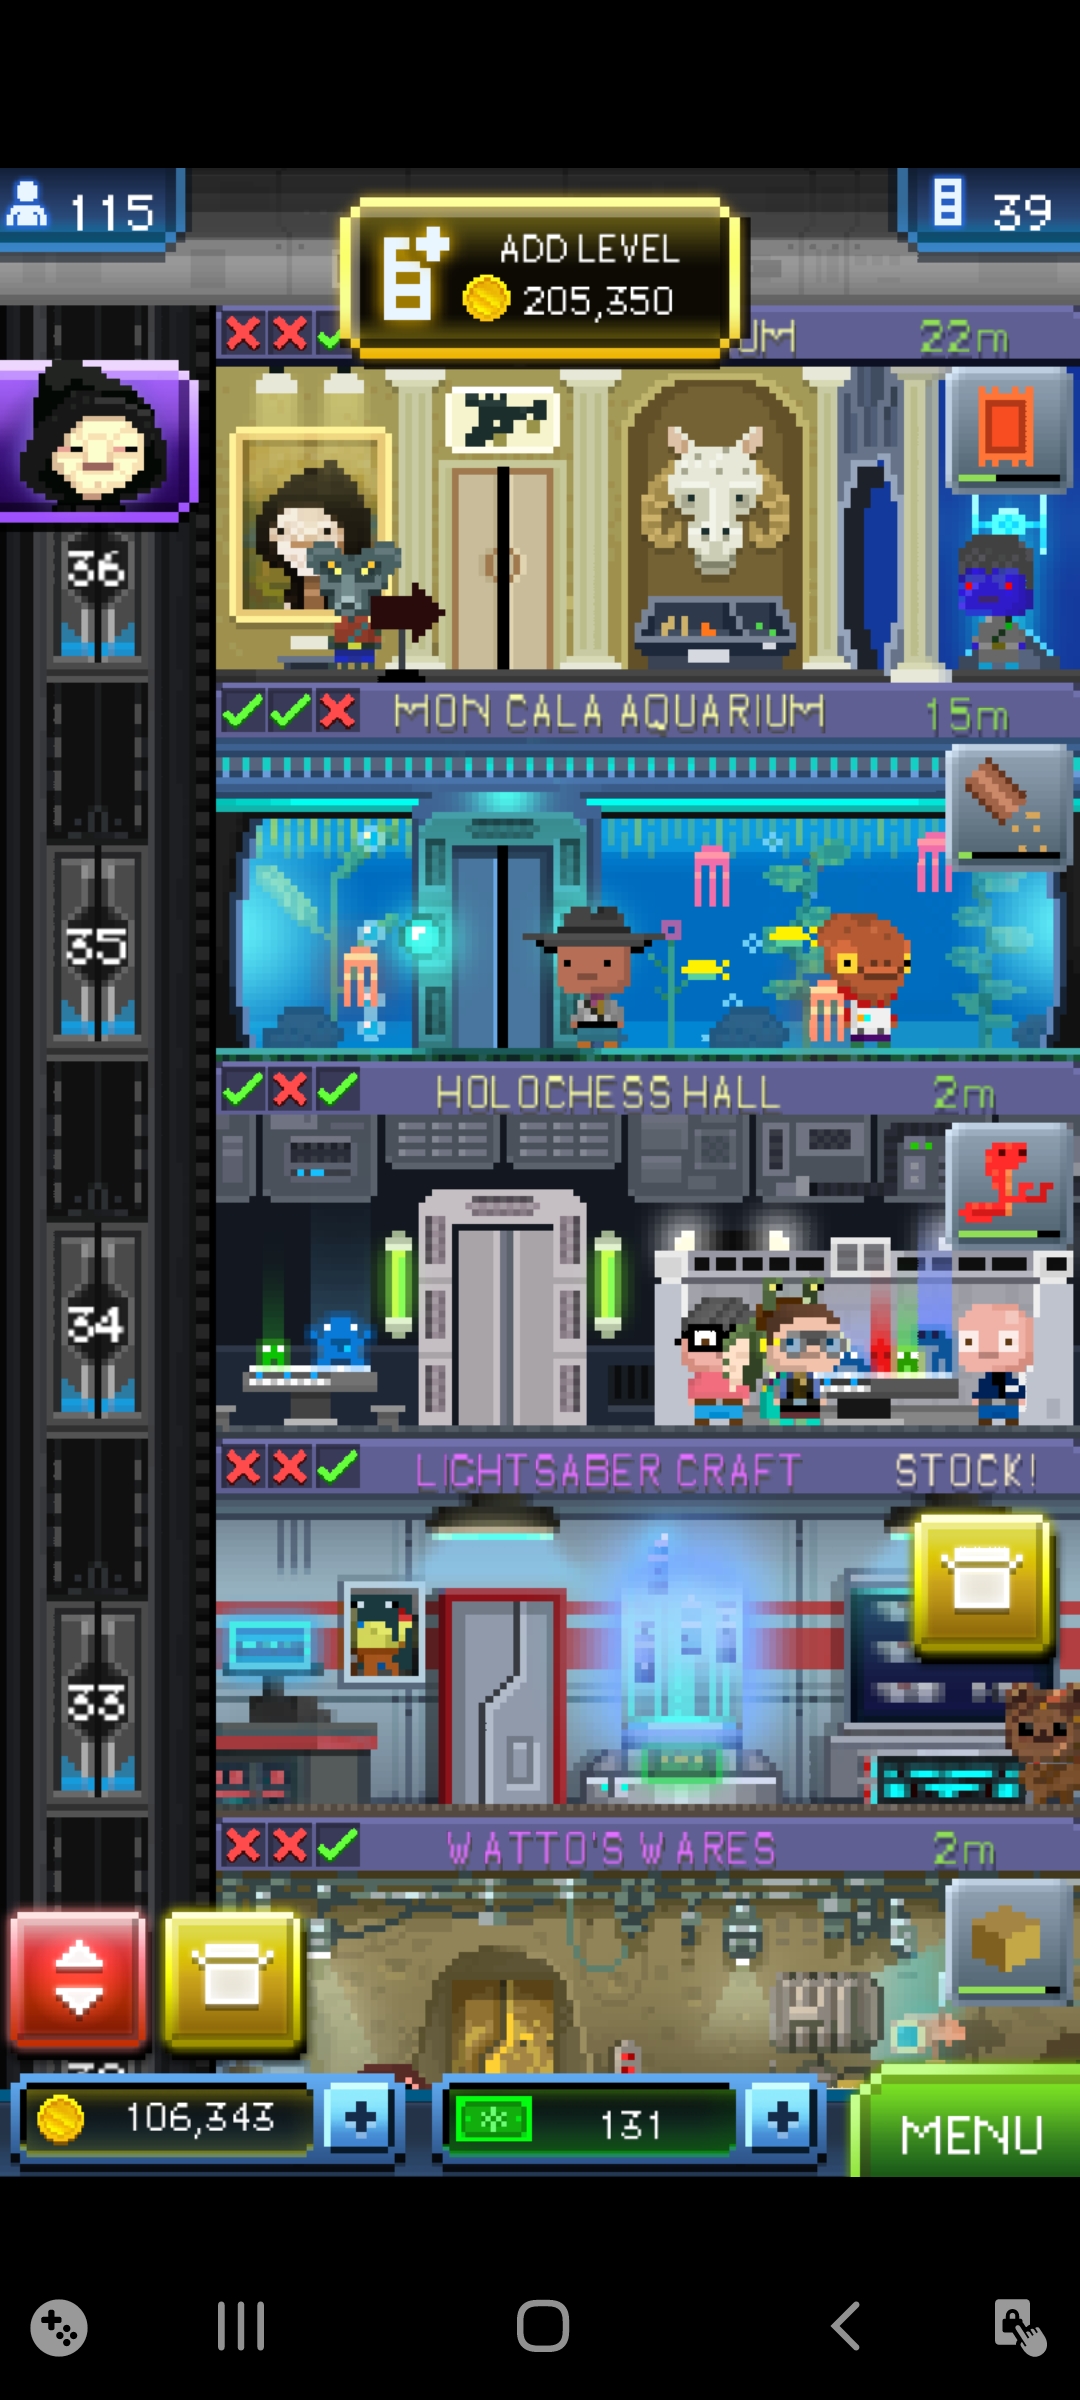 115
ADD LEVEL
205,350
39
UM 22m
36
MON CALA AQUARIUM 15m
35
HOLOCHESS HALL 2m
34
LIGHTSABER CRAFT STOCK!
33
WATTO'S WARES 2m
106,343
131
MENU